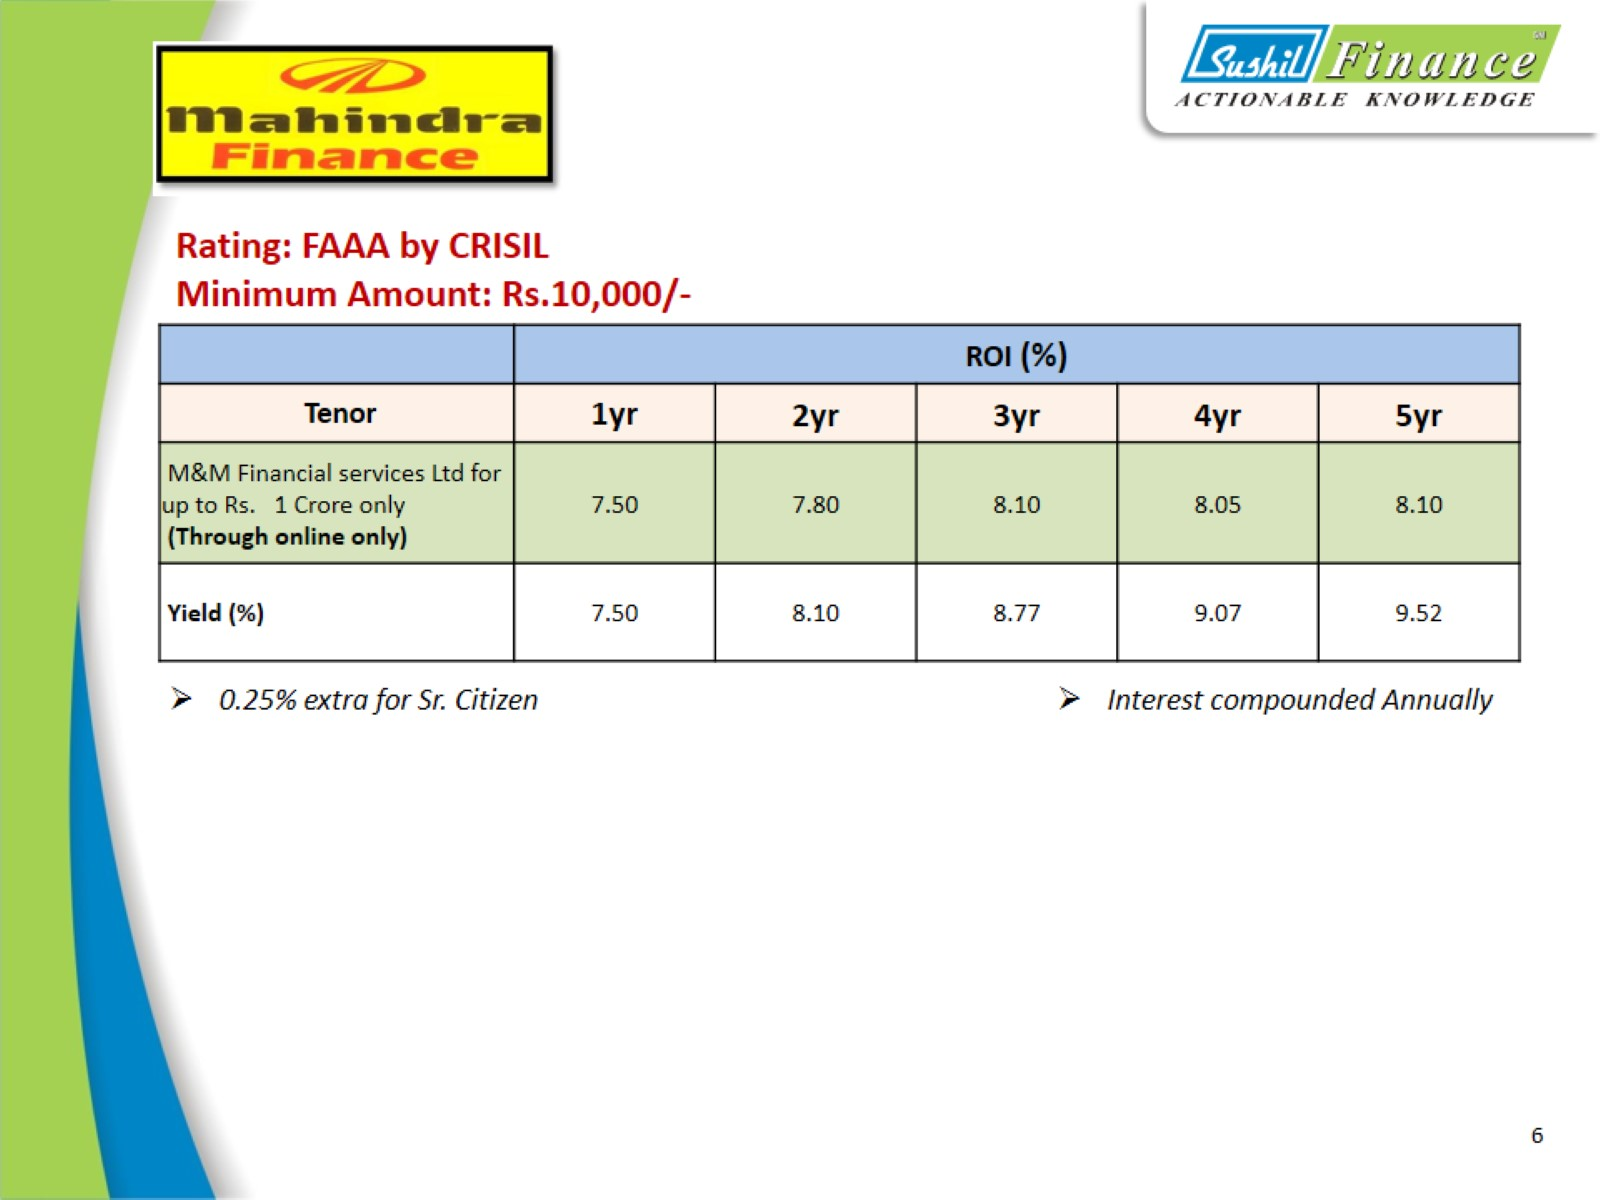 mahindra
Finance
Sushil Finance
ACTIONABLE KNOWLEDGE
Rating: FAAA by CRISIL
Minimum Amount: Rs.10,000/-
ROI (%)
Tenor 1yr 2yr 3yr 4yr 5yr
M&M Financial services Ltd for
up to Rs. 1 Crore only
(Through online only)
7.50 7.80 8.10 8.05 8.10
Yield (%) 7.50 8.10 8.77 9.07 9.52
0.25% extra for Sr. Citizen
Interest compounded Annually
6